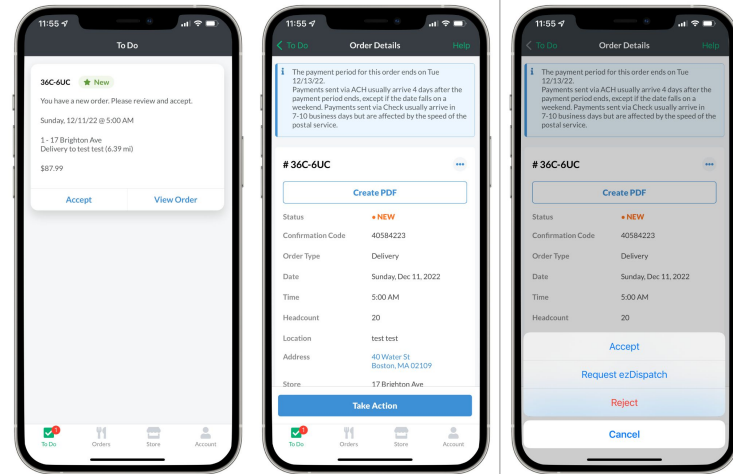 11:55
To Do
36C-6UC ★ New
You have a new order. Please review and accept.
Sunday, 12/11/22 @ 5:00 AM
1 - 17 Brighton Ave
Delivery to test test (6.39 mi)
$87.99
Accept View Order
1
To Do Orders Store Account
11:55
To Do Order Details Help
The payment period for this order ends on Tue
12/13/22.
Payments sent via ACH usually arrive 4 days after the
payment period ends, except if the date falls on a
weekend. Payments sent via Check usually arrive in
7-10 business days but are affected by the speed of the
postal service.
# 36C-6UC
Create PDF
Status • NEW
Confirmation Code 40584223
Order Type Delivery
Date Sunday, Dec 11, 2022
Time 5:00 AM
Headcount 20
Location test test
Address 40 Water St
Boston, MA 02109
Store 17 Brighton Ave
Take Action
1
To Do Orders Store Account
11:55
To Do Order Details Help
The payment period for this order ends on Tue
12/13/22.
Payments sent via ACH usually arrive 4 days after the
payment period ends, except if the date falls on a
weekend. Payments sent via Check usually arrive in
7-10 business days but are affected by the speed of the
postal service.
# 36C-6UC
Create PDF
Status • NEW
Confirmation Code 40584223
Order Type Delivery
Date Sunday, Dec 11, 2022
Time 5:00 AM
Headcount 20
Accept
Request ezDispatch
Reject
Cancel